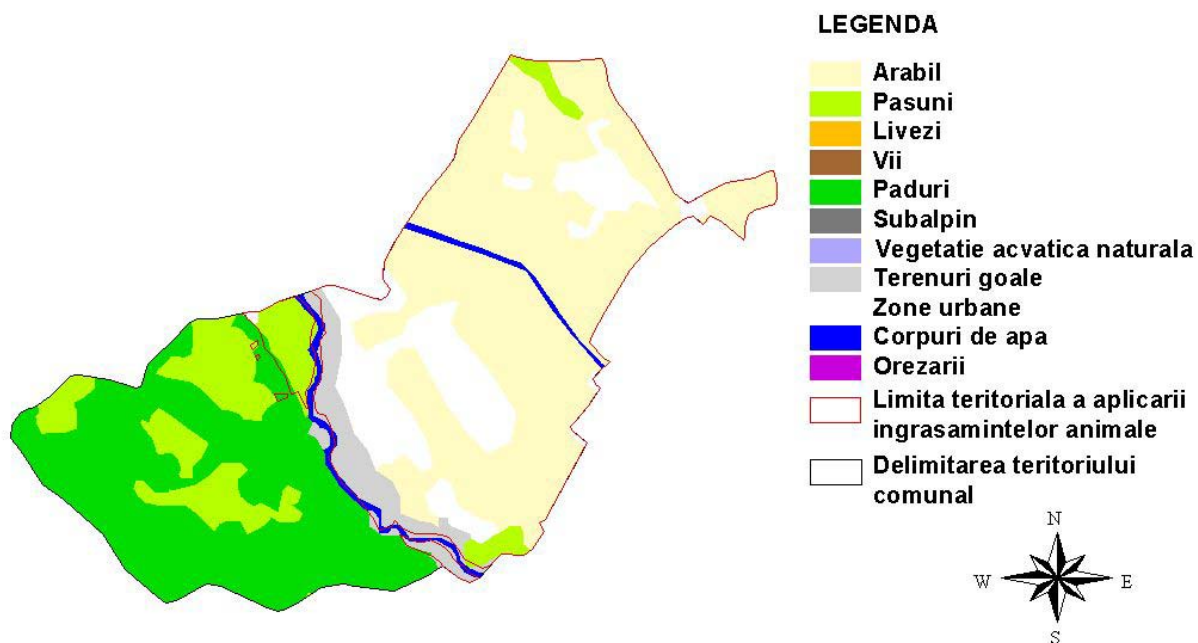 LEGENDA
Arabil
Pasuni
Livezi
Vii
Paduri
Subalpin
Vegetatie acvatica naturala
Terenuri goale
Zone urbane
Corpuri de apa
Orezarii
Limita teritoriala a aplicarii
ingrasamintelor animale
Delimitarea teritoriului
comunal
N
W E
S